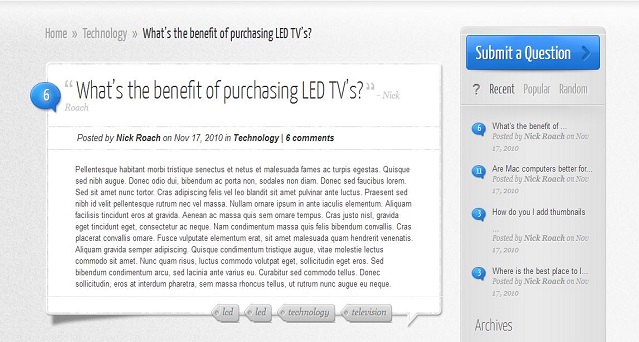 Home » Technology » What's the benefit of purchasing LED TV's?
6
“What's the benefit of purchasing LED TV's?” - Nick
Roach
Posted by Nick Roach on Nov 17, 2010 in Technology | 6 comments
Pellentesque habitant morbi tristique senectus et netus et malesuada fames ac turpis egestas. Quisque
sed nibh augue. Donec odio dui, bibendum ac porta non, sodales non diam. Donec sed faucibus lorem.
Sed sit amet nunc tortor. Cras adipiscing felis vel leo blandit sit amet pulvinar ante luctus. Praesent sed
nibh id velit pellentesque rutrum nec vel massa. Nullam ornare ipsum in ante iaculis elementum. Aliquam
facilisis tincidunt eros at gravida. Aenean ac massa quis sem ornare tempus. Cras justo nisl, gravida
eget tincidunt eget, consectetur ac neque. Nam condimentum massa quis felis bibendum convallis. Cras
placerat convallis ornare. Fusce vulputate elementum erat, sit amet malesuada quam hendrerit venenatis.
Aliquam gravida semper adipiscing. Quisque condimentum tristique augue, vitae molestie lectus
commodo sit amet. Nunc quam risus, luctus commodo volutpat eget, sollicitudin eget eros. Sed
bibendum condimentum arcu, sed lacinia ante varius eu. Curabitur sed commodo tellus. Donec
sollicitudin, eros at interdum pharetra, sem massa rhoncus tellus, ut rutrum nunc augue eu neque.
lcd led technology television
Submit a Question
? Recent Popular Random
6 What's the benefit of ...
Posted by Nick Roach on Nov
17, 2010
11 Are Mac computers better for...
Posted by Nick Roach on Nov
17, 2010
3 How do you I add thumbnails
...
Posted by Nick Roach on Nov
17, 2010
3 Where is the best place to l...
Posted by Nick Roach on Nov
17, 2010
Archives